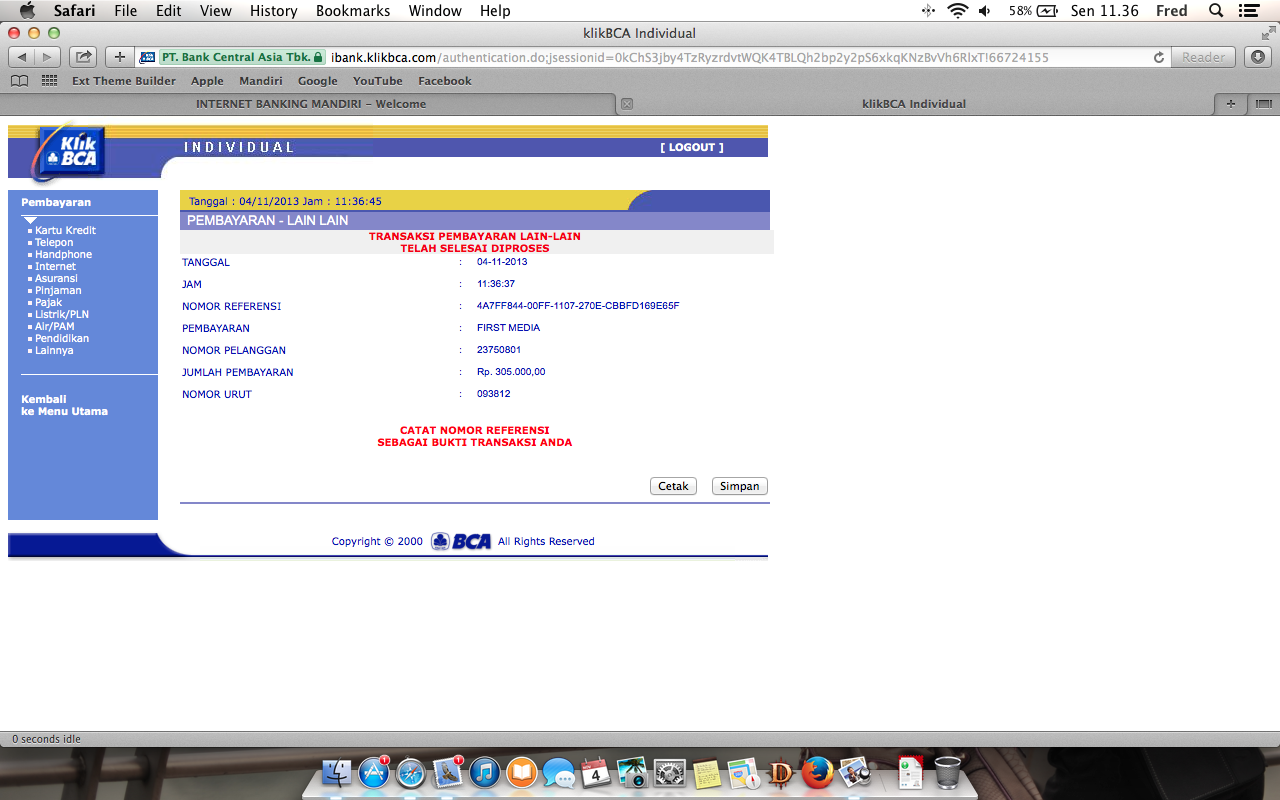 Safari File Edit View History Bookmarks Window Help 58% Sen 11.36 Fred
klikBCA Individual
PT. Bank Central Asia Tbk. ibank.klikbca.com/authentication.do;jsessionid=0kChS3jby4TzRyzrdvtWQK4TBLQh2bp2y2pS6xkqKNzBvVh6RlxT!66724155 Reader
Ext Theme Builder Apple Mandiri Google YouTube Facebook
INTERNET BANKING MANDIRI – Welcome klikBCA Individual
Klik BCA
INDIVIDUAL [ LOGOUT ]
Pembayaran
Kartu Kredit
Telepon
Handphone
Internet
Asuransi
Pinjaman
Pajak
Listrik/PLN
Air/PAM
Pendidikan
Lainnya
Kembali
ke Menu Utama
Tanggal : 04/11/2013 Jam : 11:36:45
PEMBAYARAN - LAIN LAIN
TRANSAKSI PEMBAYARAN LAIN-LAIN
TELAH SELESAI DIPROSES
TANGGAL : 04-11-2013
JAM : 11:36:37
NOMOR REFERENSI : 4A7FF844-00FF-1107-270E-CBBFD169E65F
PEMBAYARAN : FIRST MEDIA
NOMOR PELANGGAN : 23750801
JUMLAH PEMBAYARAN : Rp. 305.000,00
NOMOR URUT : 093812
CATAT NOMOR REFERENSI
SEBAGAI BUKTI TRANSAKSI ANDA
Cetak Simpan
Copyright © 2000 BCA All Rights Reserved
0 seconds idle
1 1 4